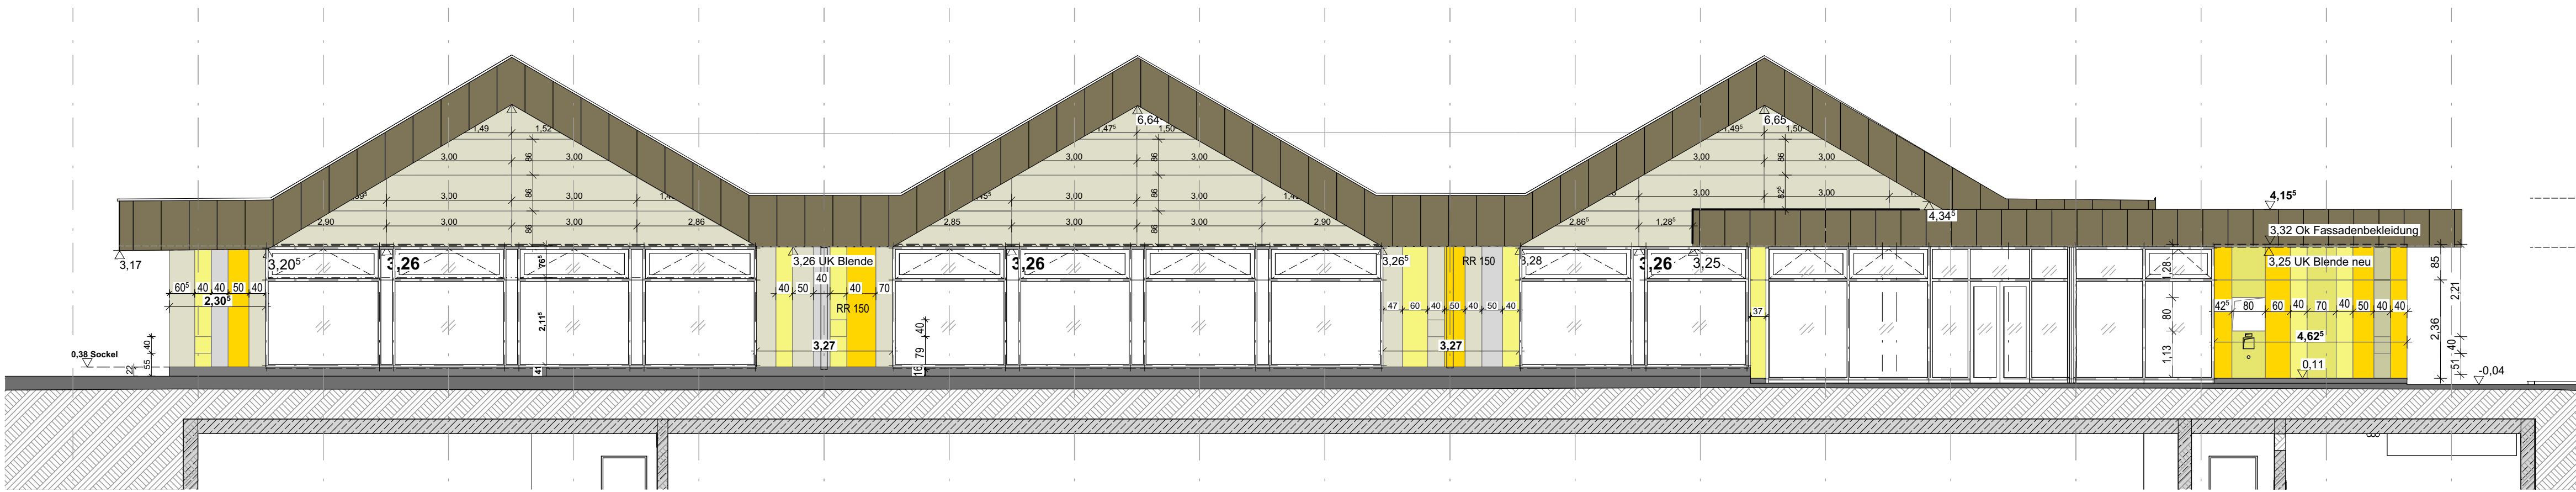 6,64
6,65
1,49 1,52
1,47⁵ 1,50
1,49⁵ 1,50
3,00 3,00 86
3,00 3,00 86
3,00 3,00 86
3,00 3,00 86
3,00 3,00 86
3,00 3,00 82⁵
2,90 3,00 3,00 2,86
86
2,85 3,00 3,00 2,90
86
2,86⁵ 1,28⁵
4,34⁵
4,15⁵
3,32 Ok Fassadenbekleidung
3,25 UK Blende neu
3,17
3,20⁵
3,26
3,26 UK Blende
3,26
3,26⁵
RR 150
3,28
3,26
3,25
76⁵
60⁵ 40 40 50 40
2,30⁵
2,11⁵
40
40 50 40 70
RR 150
3,27
47 60 40 50 40 50 40
3,27
37
1,28
80
1,13
42⁵ 80 60 40 70 40 50 40 40
4,62⁵
85
2,21
2,36
40
51
0,11
-0,04
0,38 Sockel
22
40
55
41
40
79
16